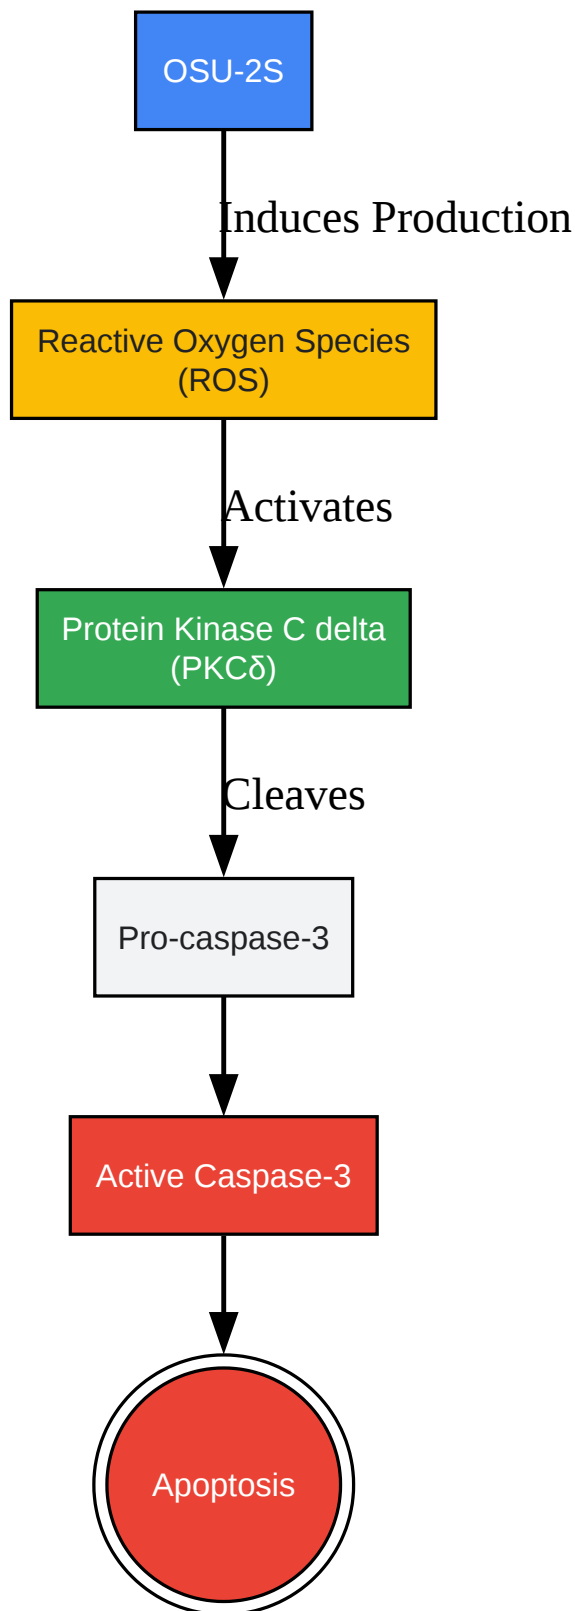 OSU-2S
Induces Production
Reactive Oxygen Species
(ROS)
Activates
Protein Kinase C delta
(PKCδ)
Cleaves
Pro-caspase-3
Active Caspase-3
Apoptosis